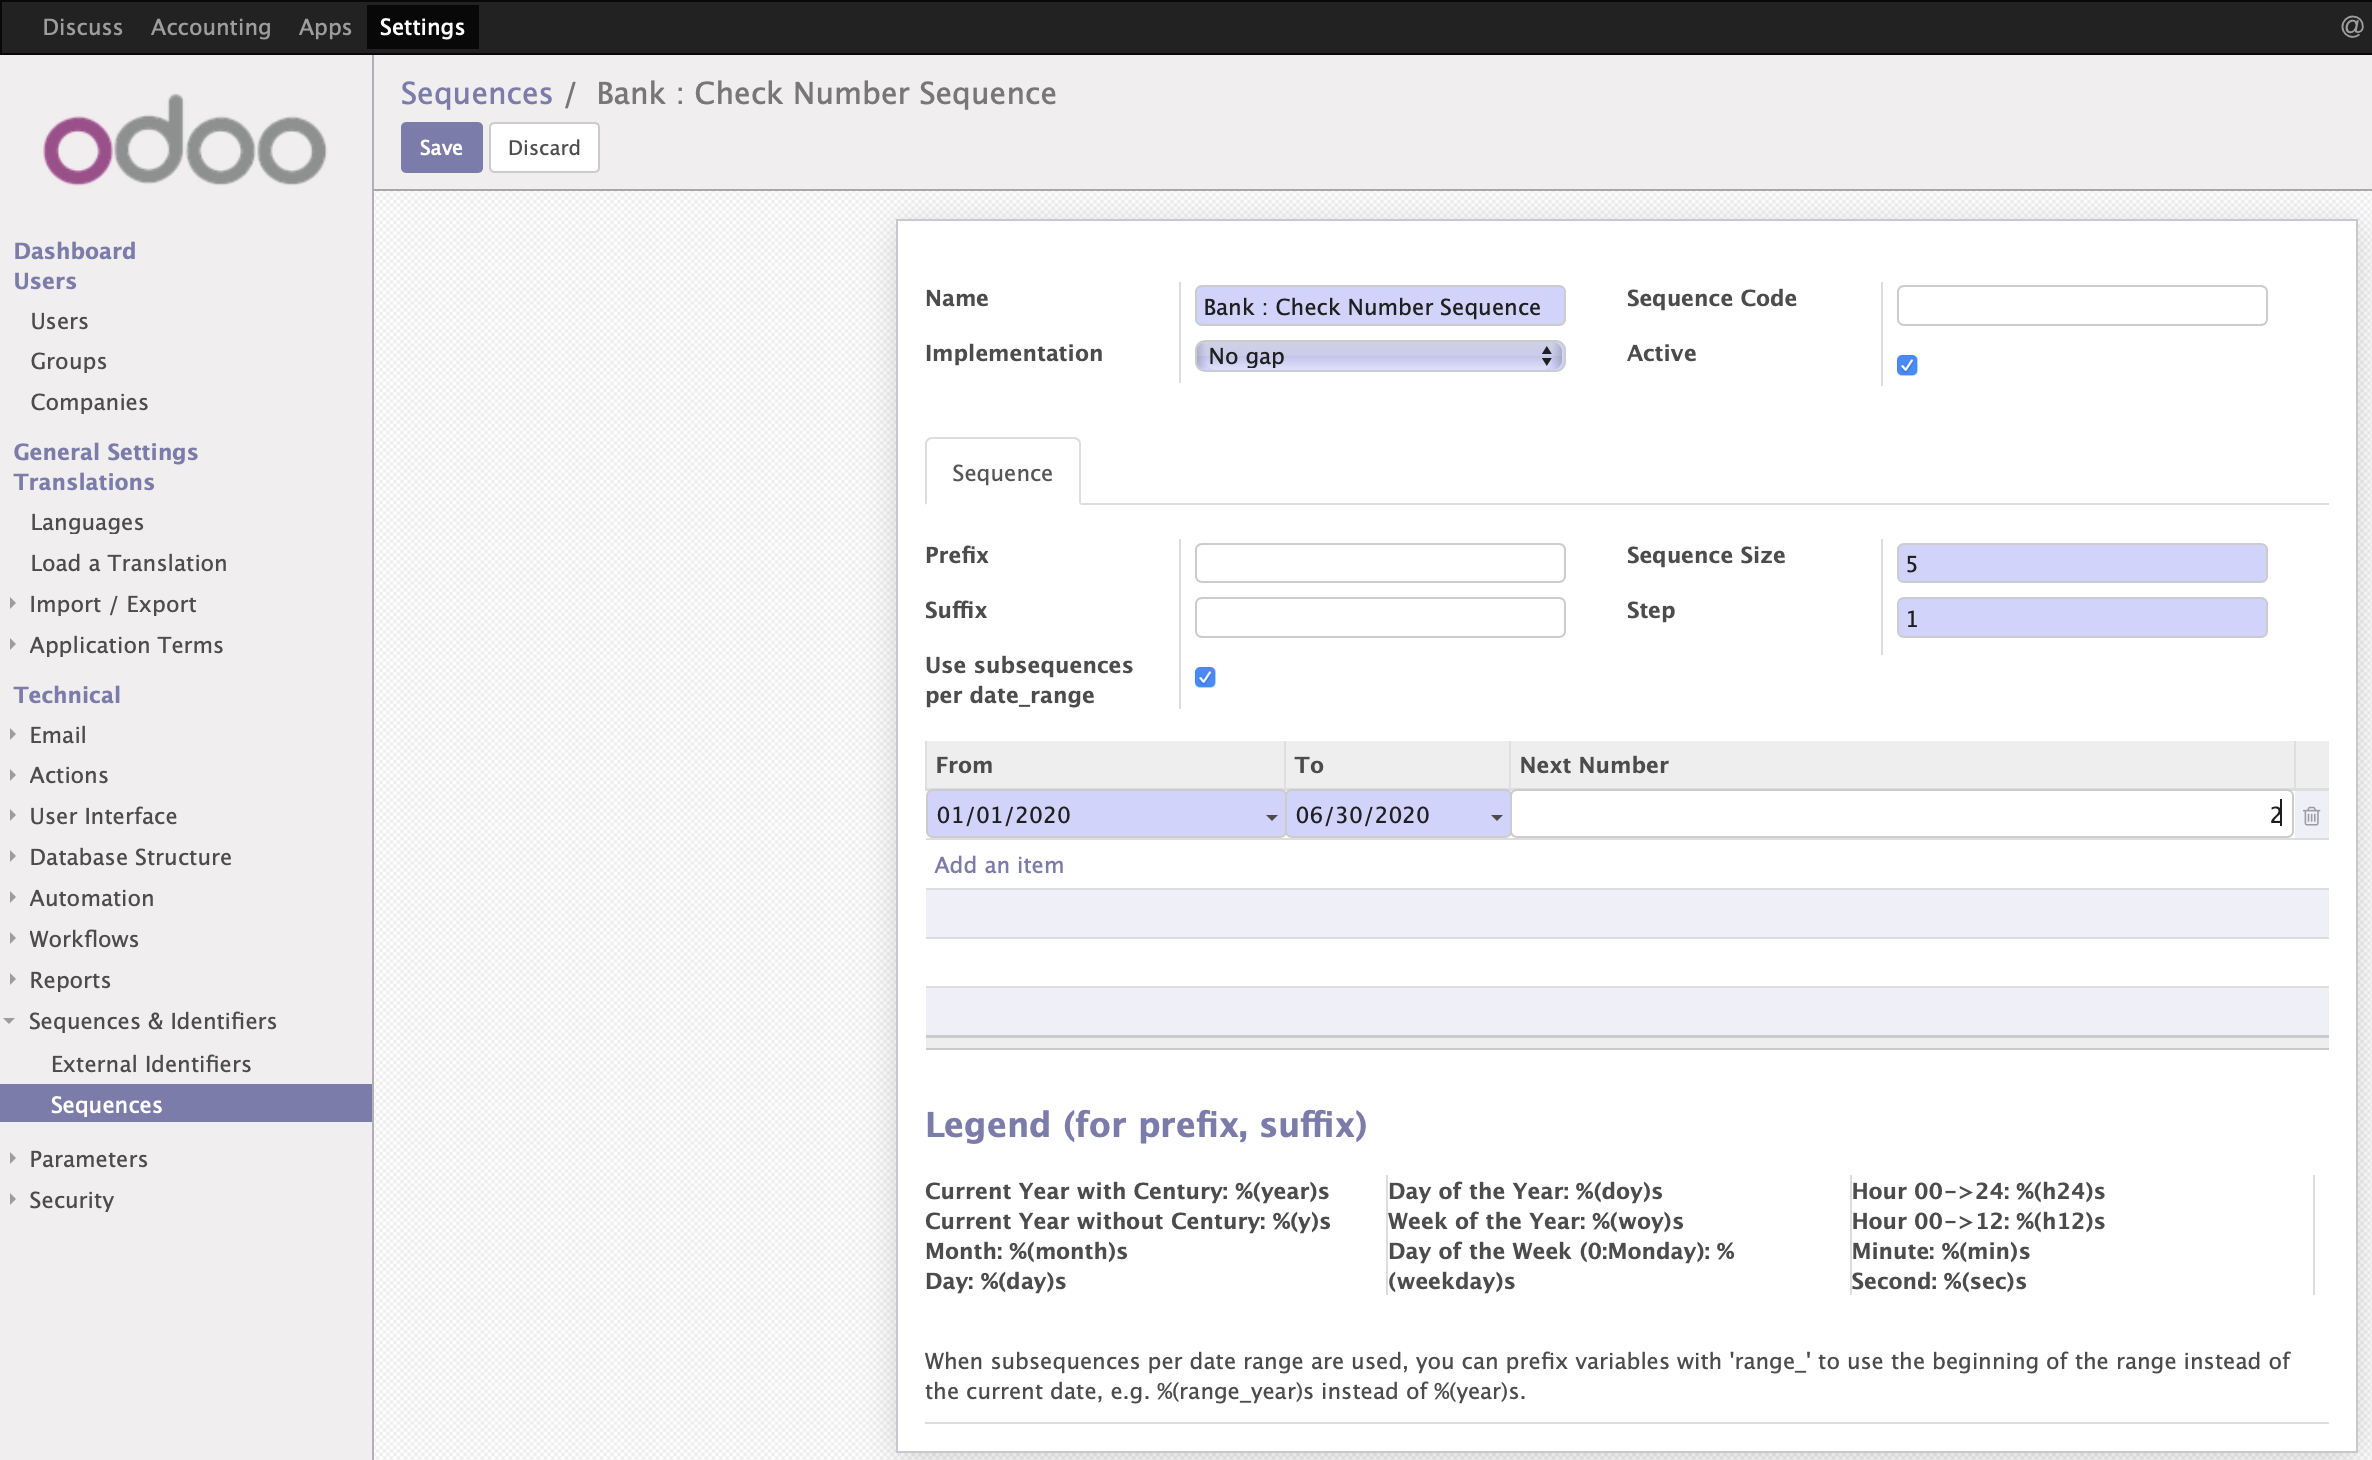 Discuss Accounting Apps Settings @
odoo
Sequences / Bank : Check Number Sequence
Save Discard
Dashboard
Users
Users
Groups
Companies
General Settings
Translations
Languages
Load a Translation
Import / Export
Application Terms
Technical
Email
Actions
User Interface
Database Structure
Automation
Workflows
Reports
Sequences & Identifiers
External Identifiers
Sequences
Parameters
Security
Name Bank : Check Number Sequence Sequence Code
Implementation No gap Active
Sequence
Prefix Sequence Size 5
Suffix Step 1
Use subsequences
per date_range
From To Next Number
01/01/2020 06/30/2020 2
Add an item
Legend (for prefix, suffix)
Current Year with Century: %(year)s
Current Year without Century: %(y)s
Month: %(month)s
Day: %(day)s
Day of the Year: %(doy)s
Week of the Year: %(woy)s
Day of the Week (0:Monday): %
(weekday)s
Hour 00->24: %(h24)s
Hour 00->12: %(h12)s
Minute: %(min)s
Second: %(sec)s
When subsequences per date range are used, you can prefix variables with 'range_' to use the beginning of the range instead of
the current date, e.g. %(range_year)s instead of %(year)s.